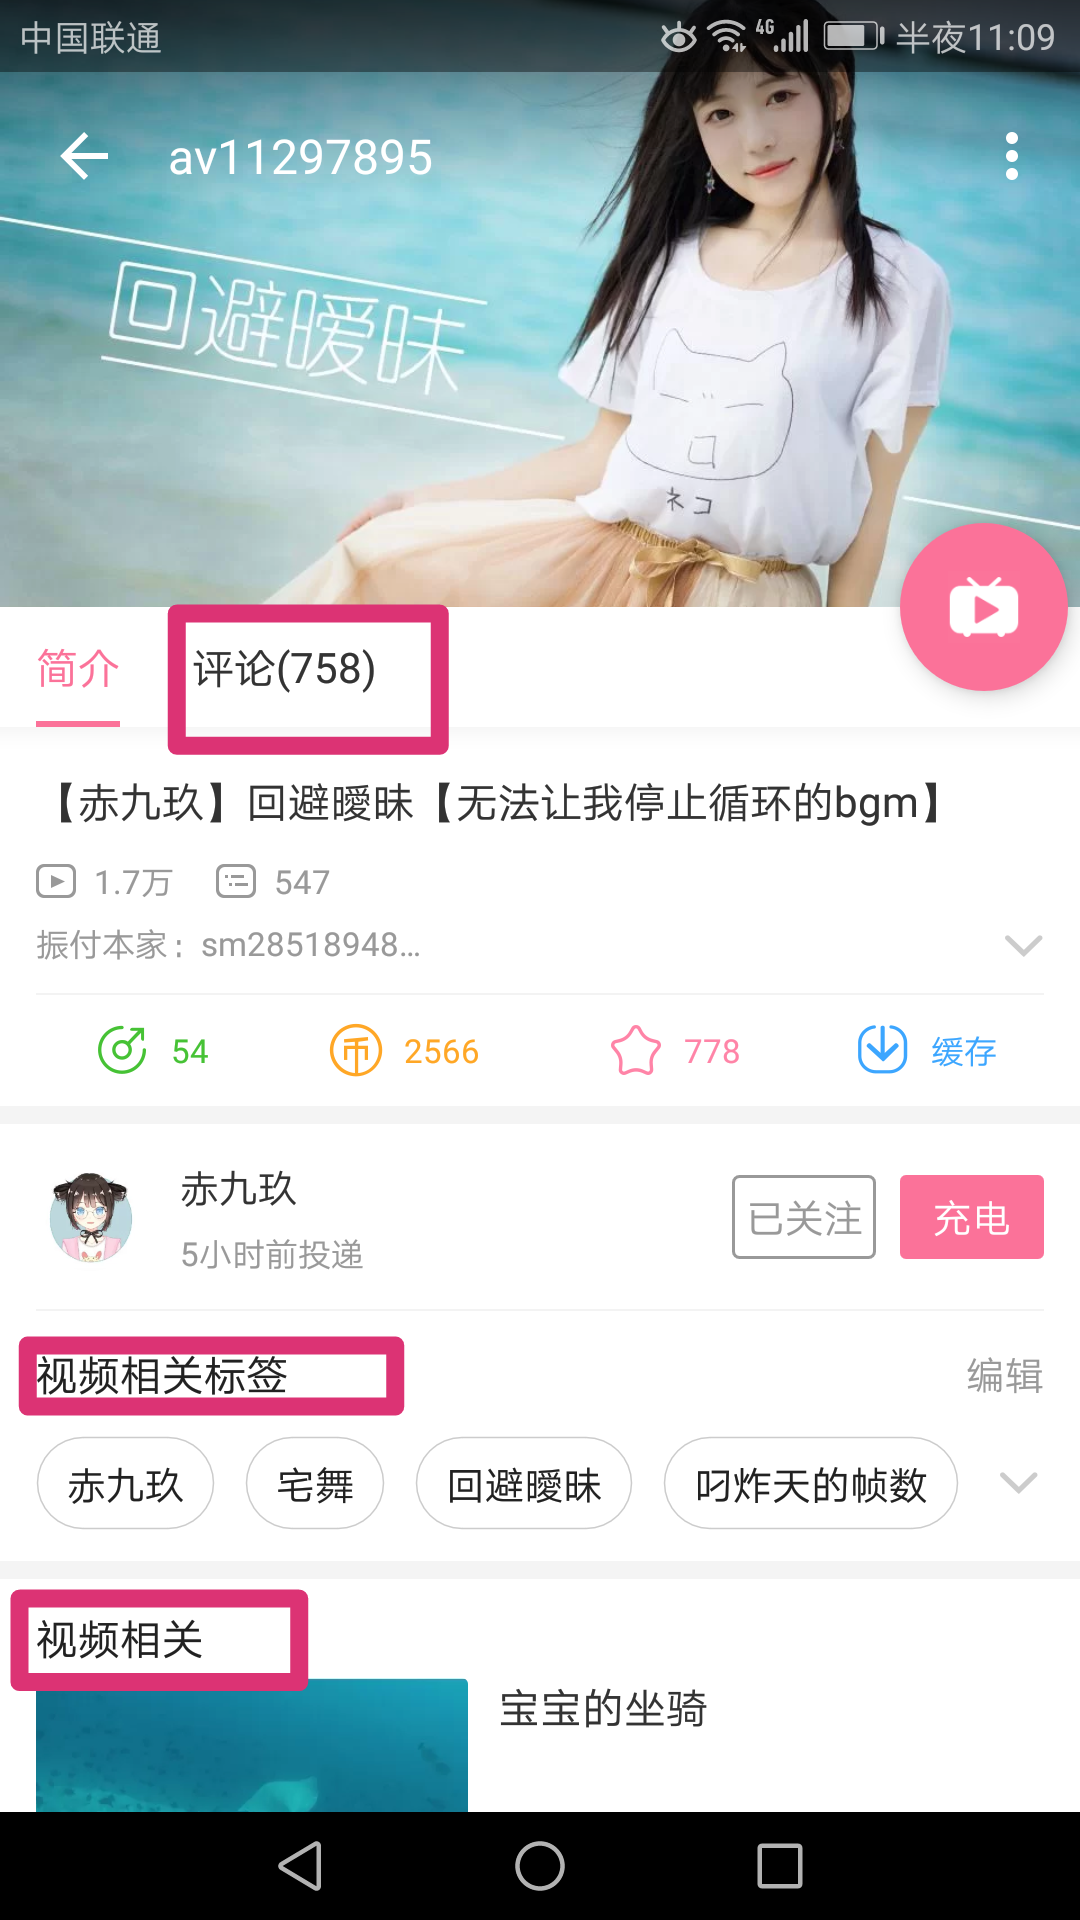 中国联通
4G
半夜11:09
av11297895
回避暧昧
ネコ
简介
评论(758)
【赤九玖】回避暧昧【无法让我停止循环的bgm】
1.7万
547
振付本家：sm28518948...
54
币 2566
778
缓存
赤九玖
5小时前投递
已关注
充电
视频相关标签
编辑
赤九玖
宅舞
回避暧昧
叼炸天的帧数
视频相关
宝宝的坐骑